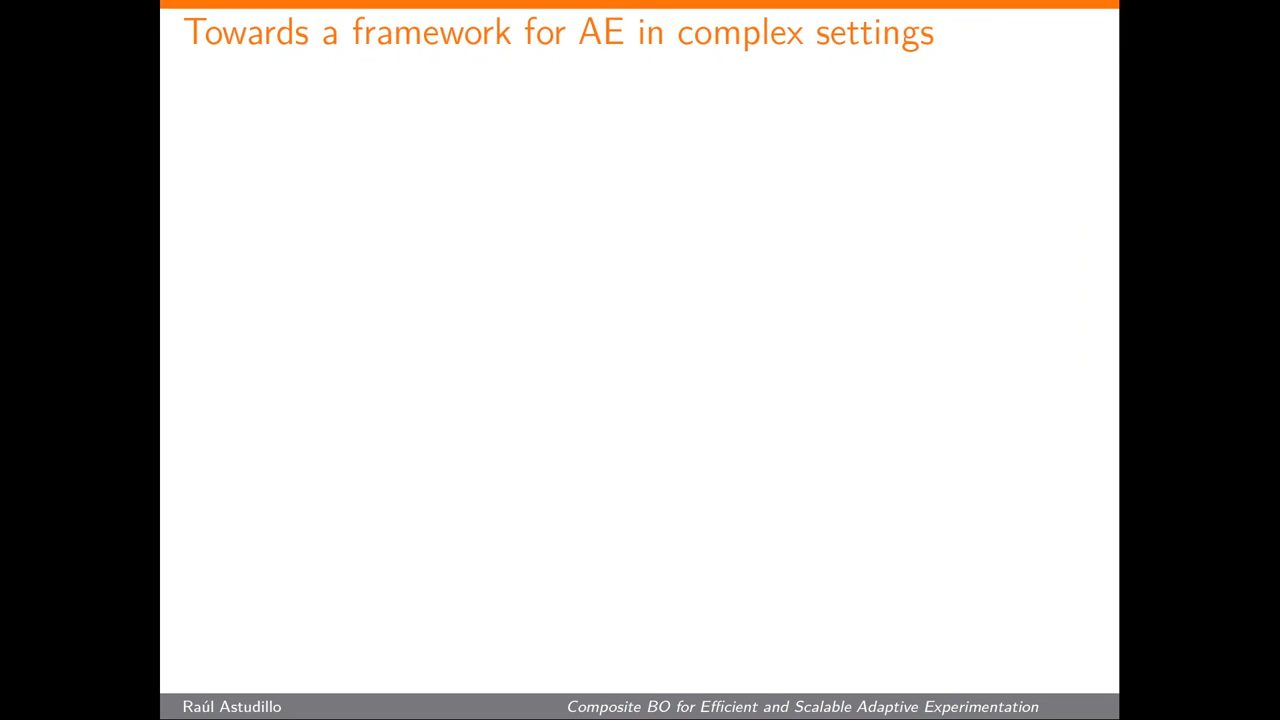 Towards a framework for AE in complex settings
Raúl Astudillo
Composite BO for Efficient and Scalable Adaptive Experimentation